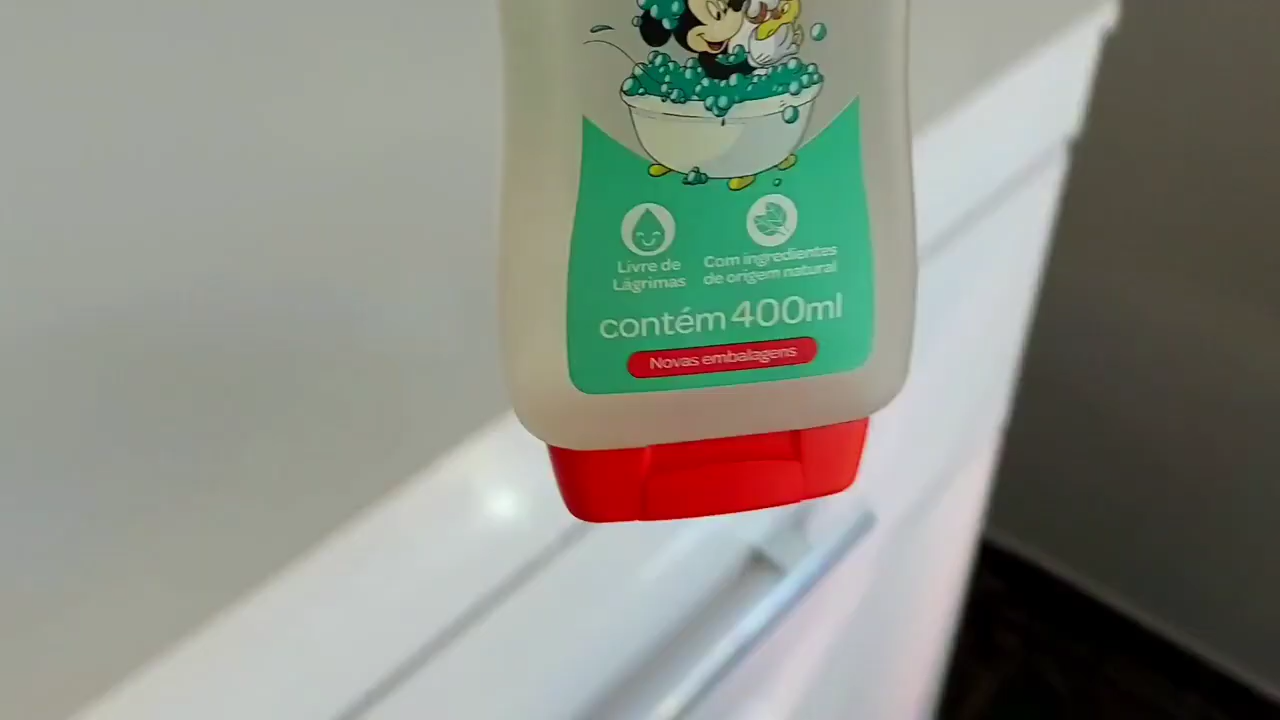 Livre de
Lágrimas
Com ingredientes
de origem natural
contém 400ml
Novas embalagens